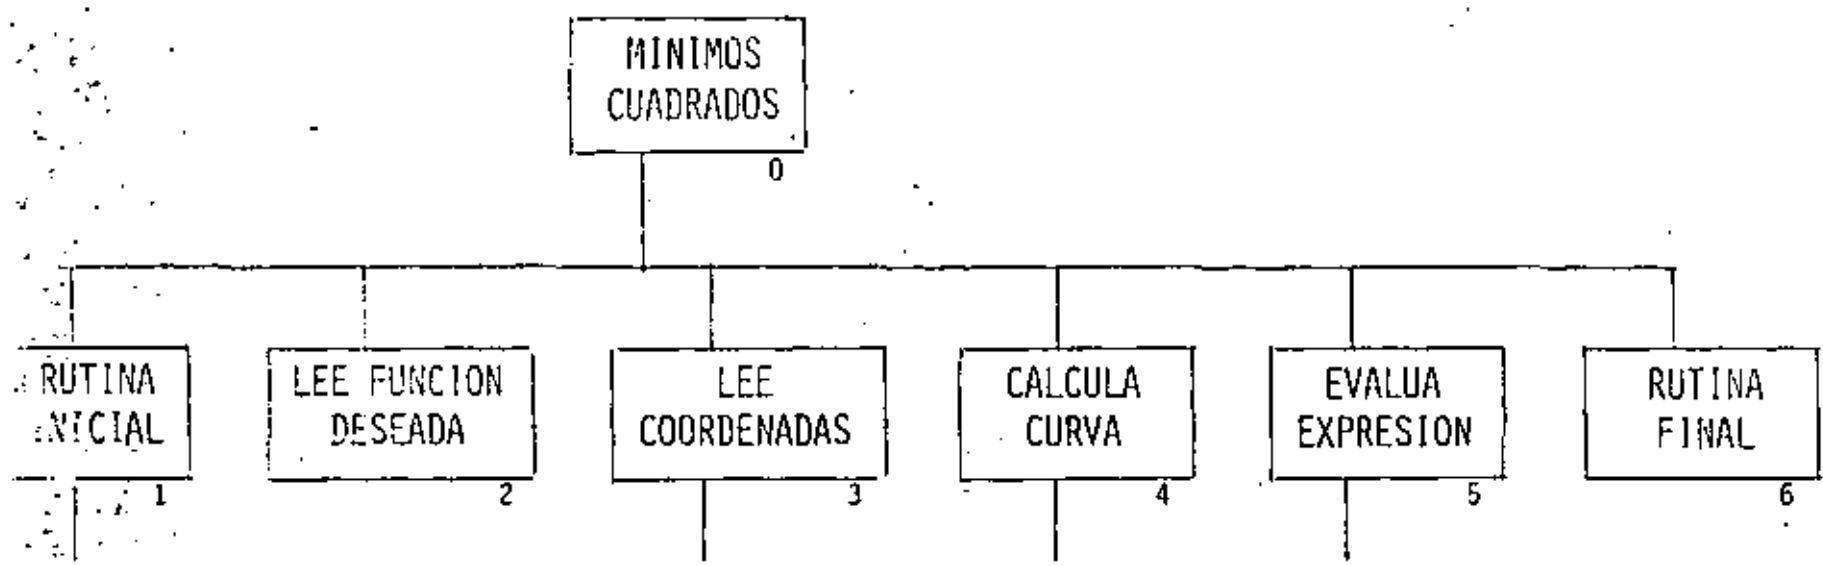 MINIMOS
CUADRADOS
0
RUTINA
INICIAL
1
LEE FUNCION
DESEADA
2
LEE
COORDENADAS
3
CALCULA
CURVA
4
EVALUA
EXPRESION
5
RUTINA
FINAL
6